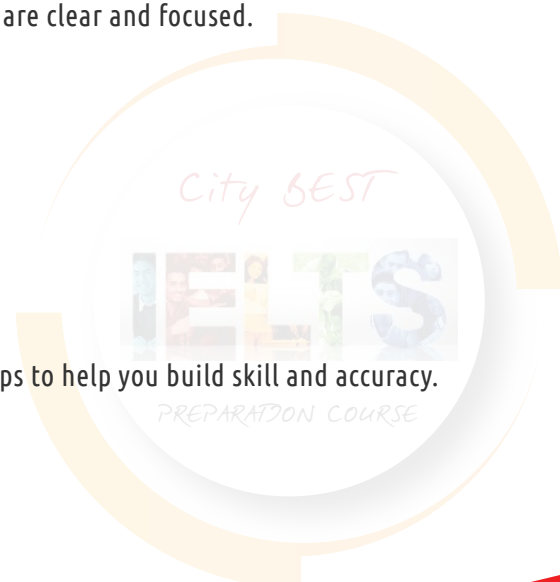 are clear and focused.
City BEST
IELTS
ps to help you build skill and accuracy.
PREPARATION COURSE